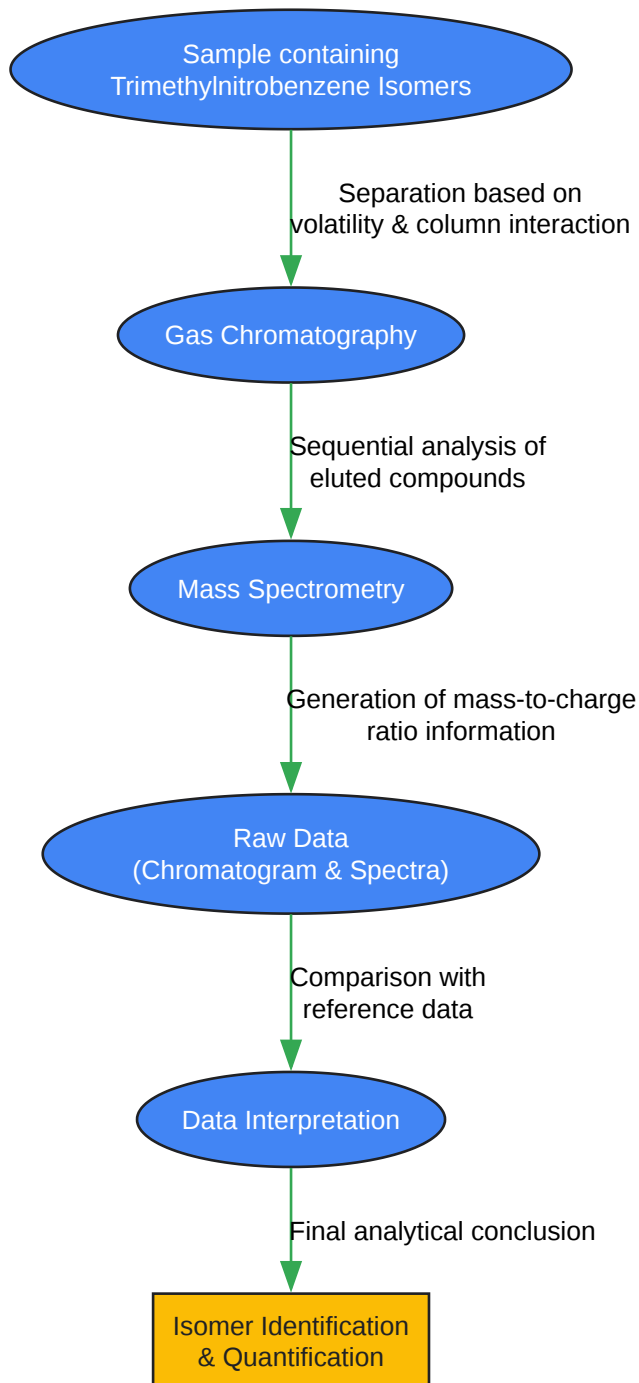 Sample containing
Trimethylnitrobenzene Isomers
Separation based on
volatility & column interaction
Gas Chromatography
Sequential analysis of
eluted compounds
Mass Spectrometry
Generation of mass-to-charge
ratio information
Raw Data
(Chromatogram & Spectra)
Comparison with
reference data
Data Interpretation
Final analytical conclusion
Isomer Identification
& Quantification